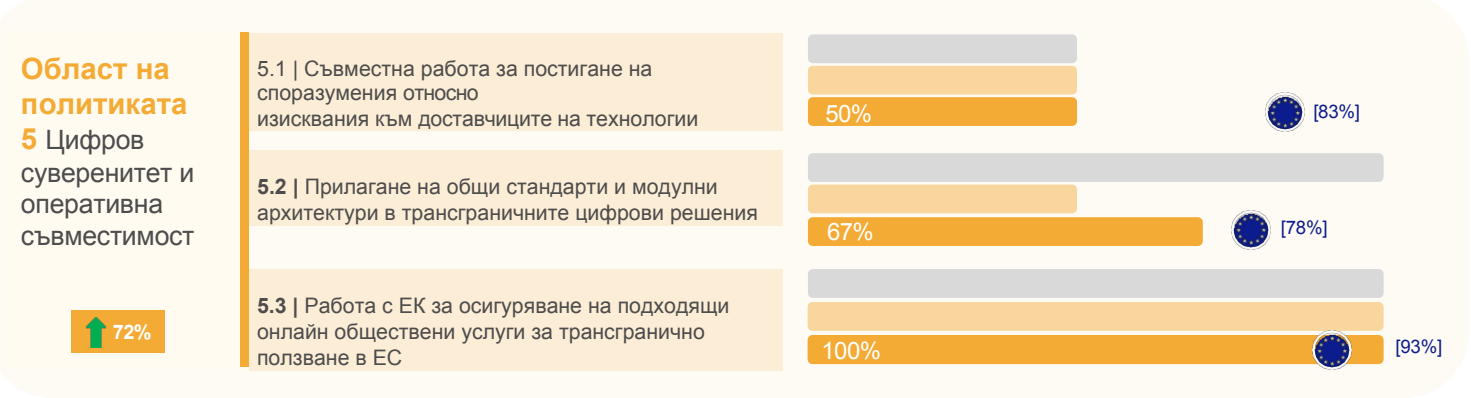 Област на
политиката
5 Цифров
суверенитет и
оперативна
съвместимост
72%
5.1 | Съвместна работа за постигане на
споразумения относно
изисквания към доставчиците на технологии
50%
[83%]
5.2 | Прилагане на общи стандарти и модулни
архитектури в трансграничните цифрови решения
67%
[78%]
5.3 | Работа с ЕК за осигуряване на подходящи
онлайн обществени услуги за трансгранично
ползване в ЕС
100%
[93%]